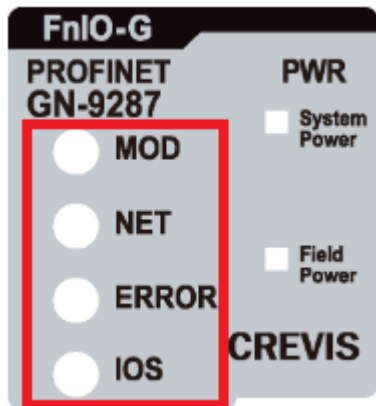 FnIO-G
PROFINET
GN-9287
PWR
System
Power
MOD
NET
Field
Power
ERROR
IOS
CREVIS